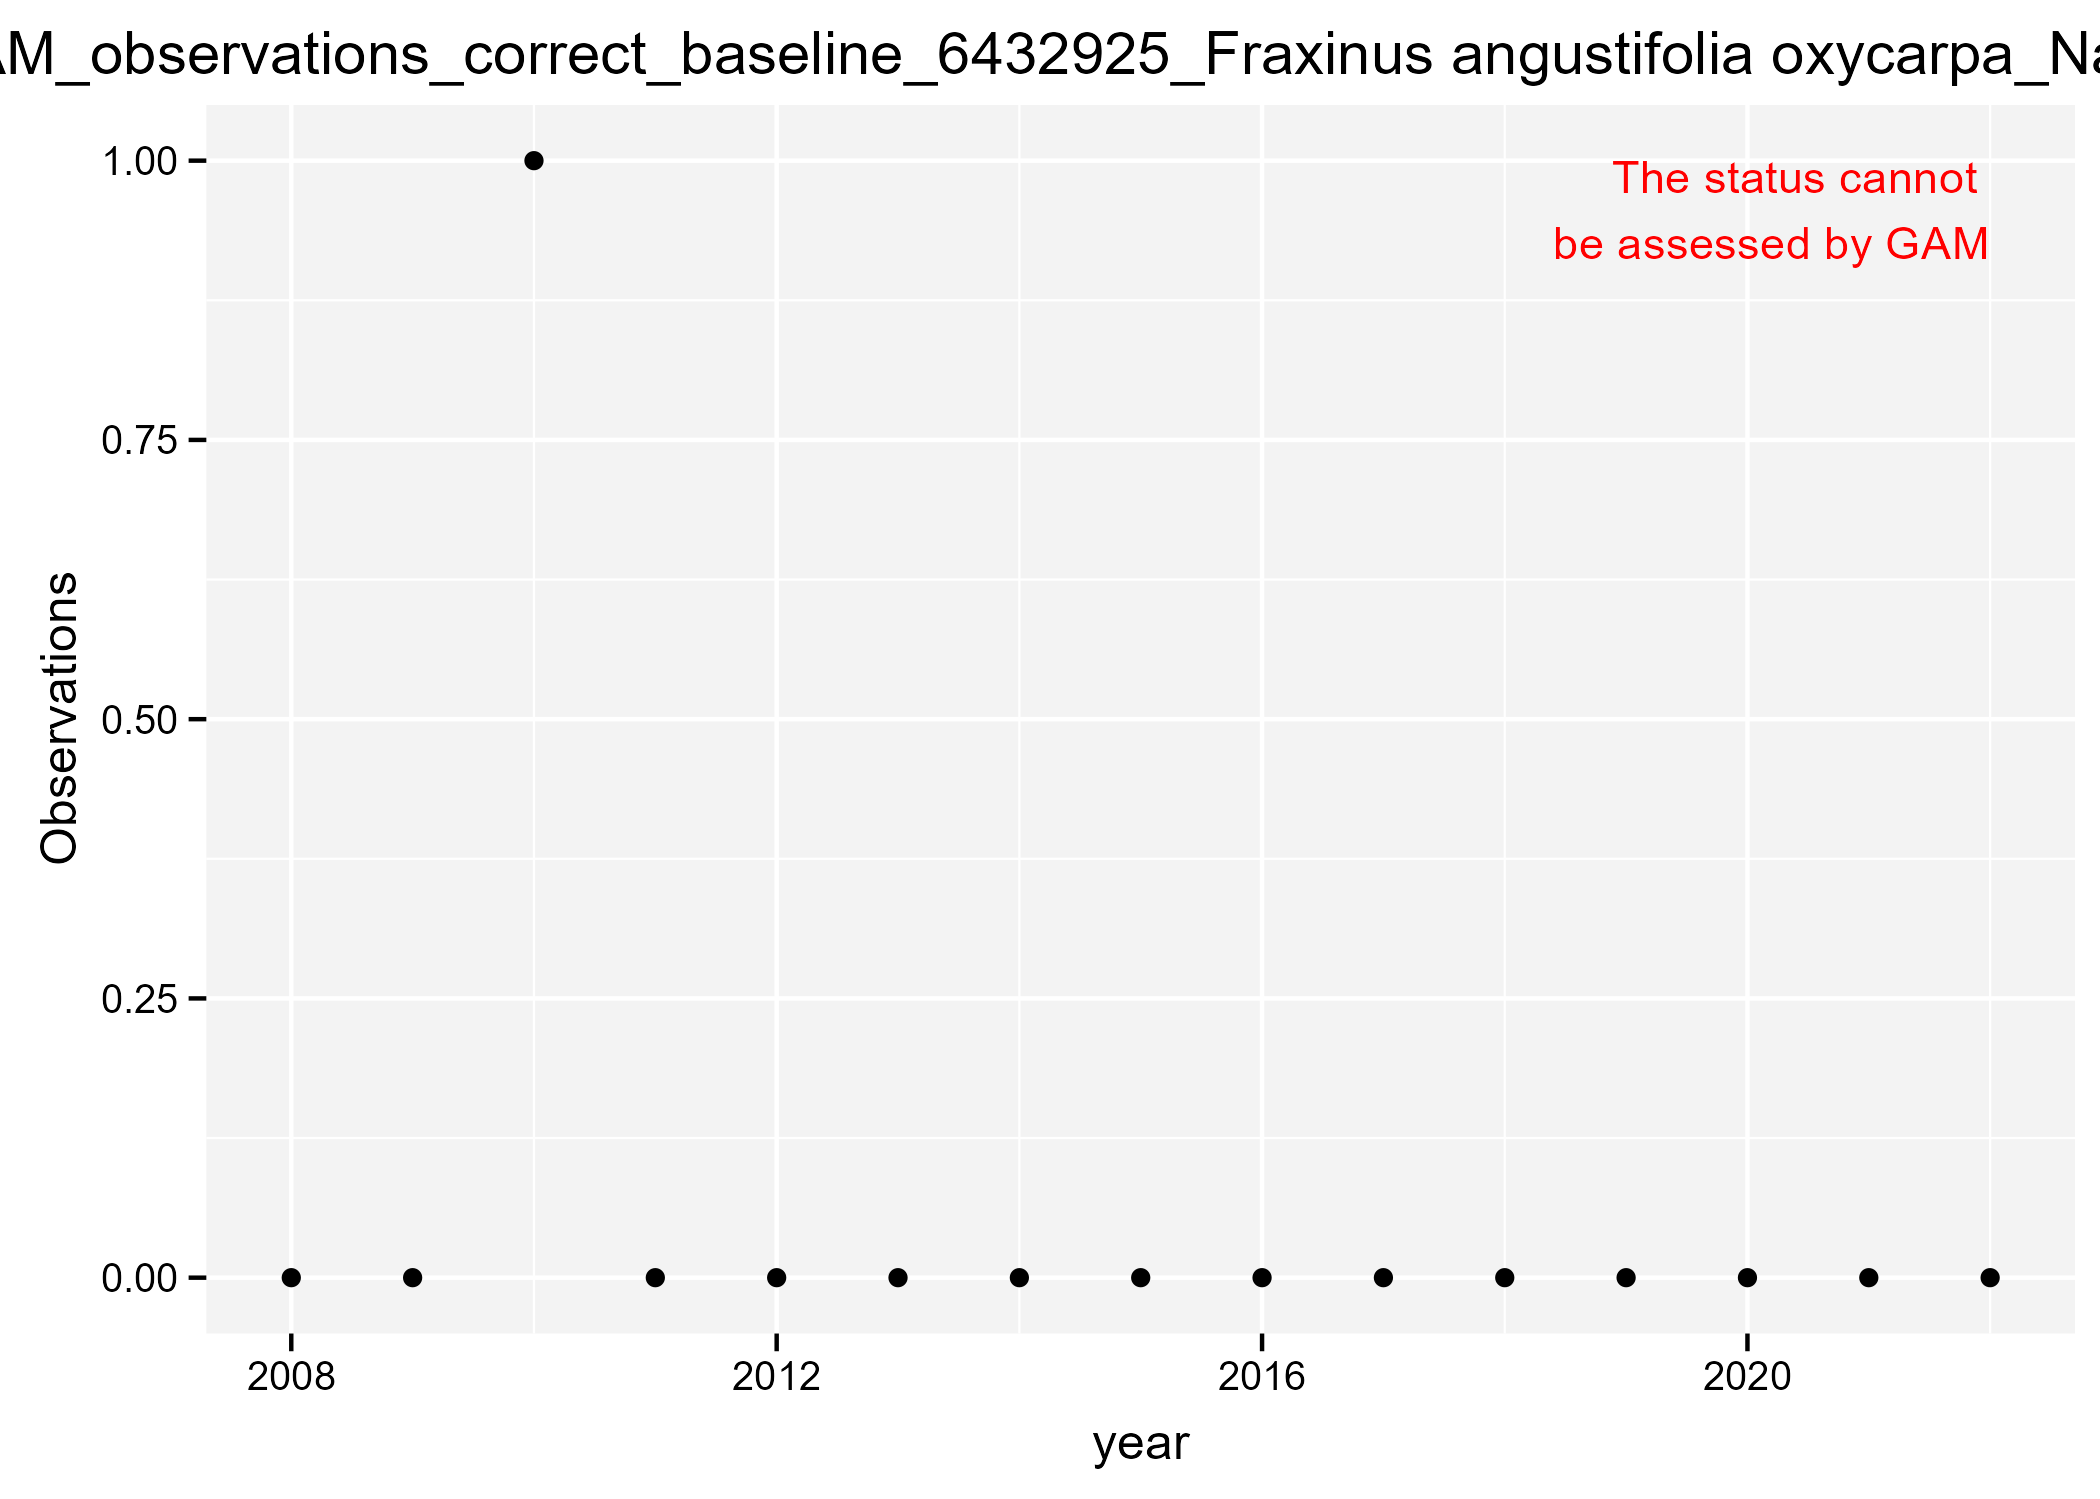 AM_observations_correct_baseline_6432925_Fraxinus angustifolia oxycarpa_Na
1.00
The status cannot
be assessed by GAM
0.75
Observations
0.50
0.25
0.00
2008 2012 2016 2020
year